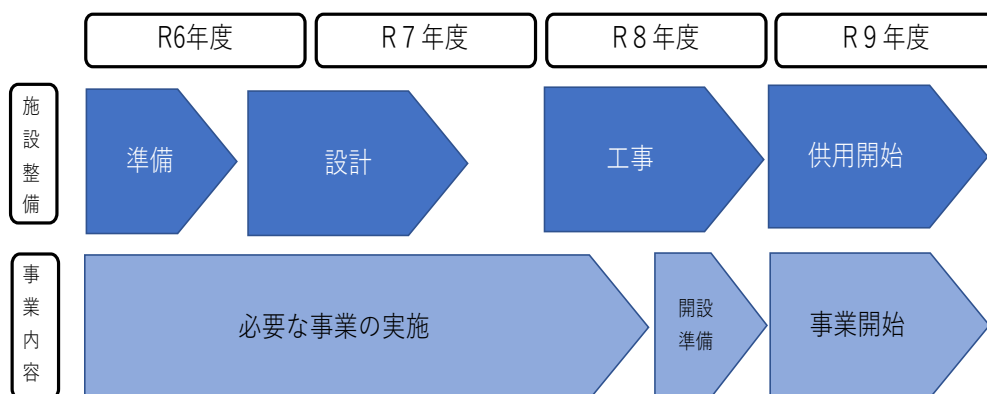 R6年度
R７年度
R８年度
R９年度
施設整備
準備
設計
工事
供用開始
事業内容
必要な事業の実施
開設
準備
事業開始